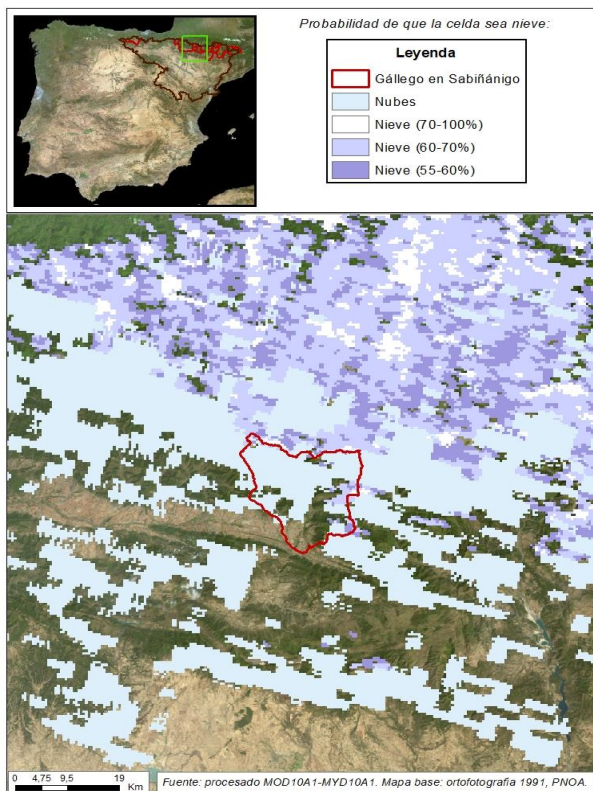 Probabilidad de que la celda sea nieve:
Leyenda
Gállego en Sabiñánigo
Nubes
Nieve (70-100%)
Nieve (60-70%)
Nieve (55-60%)
0 4,75 9,5 19
Km
Fuente: procesado MOD10A1-MYD10A1. Mapa base: ortofotografía 1991, PNOA.